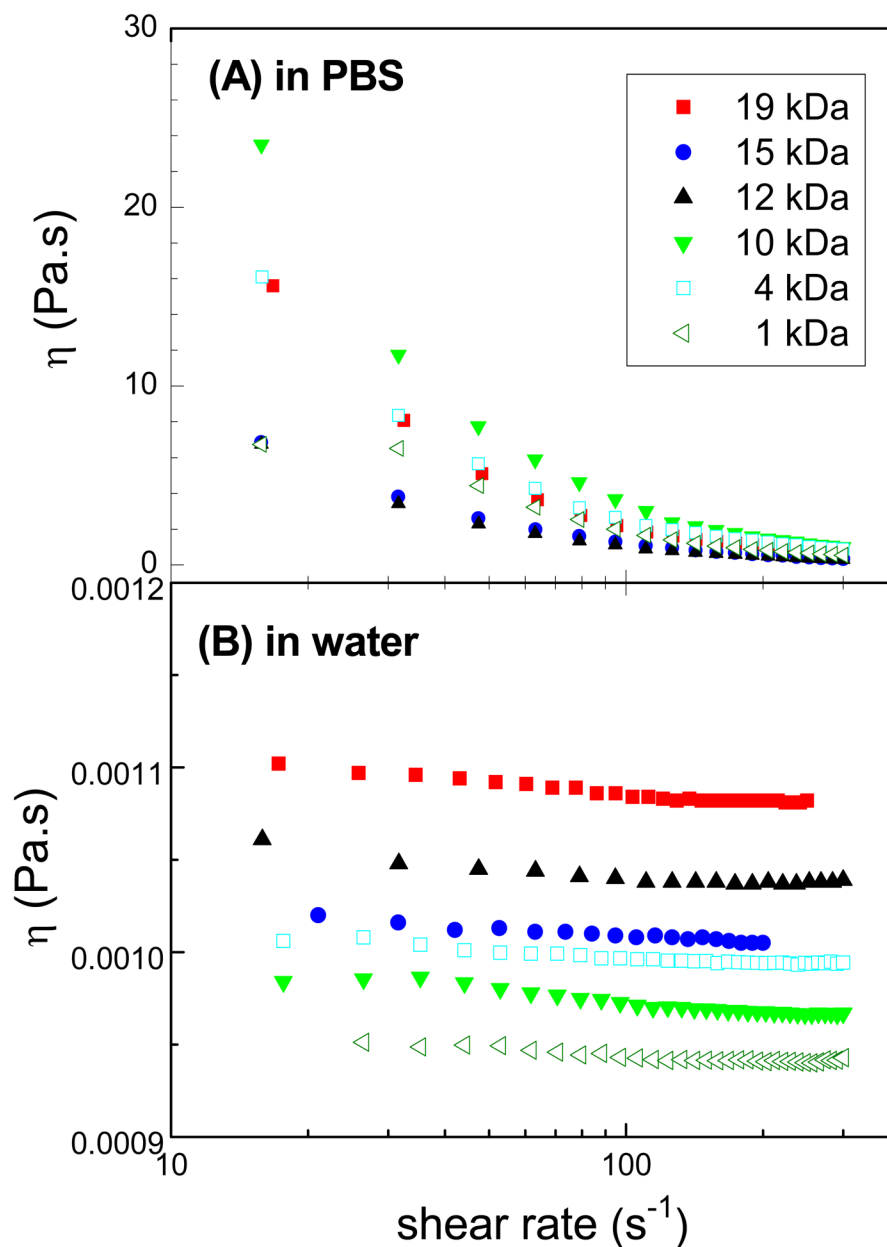 (A) in PBS
19 kDa
15 kDa
12 kDa
10 kDa
4 kDa
1 kDa
30
20
10
0
η (Pa.s)
(B) in water
0.0012
0.0011
0.0010
0.0009
η (Pa.s)
10
100
shear rate (s⁻¹)